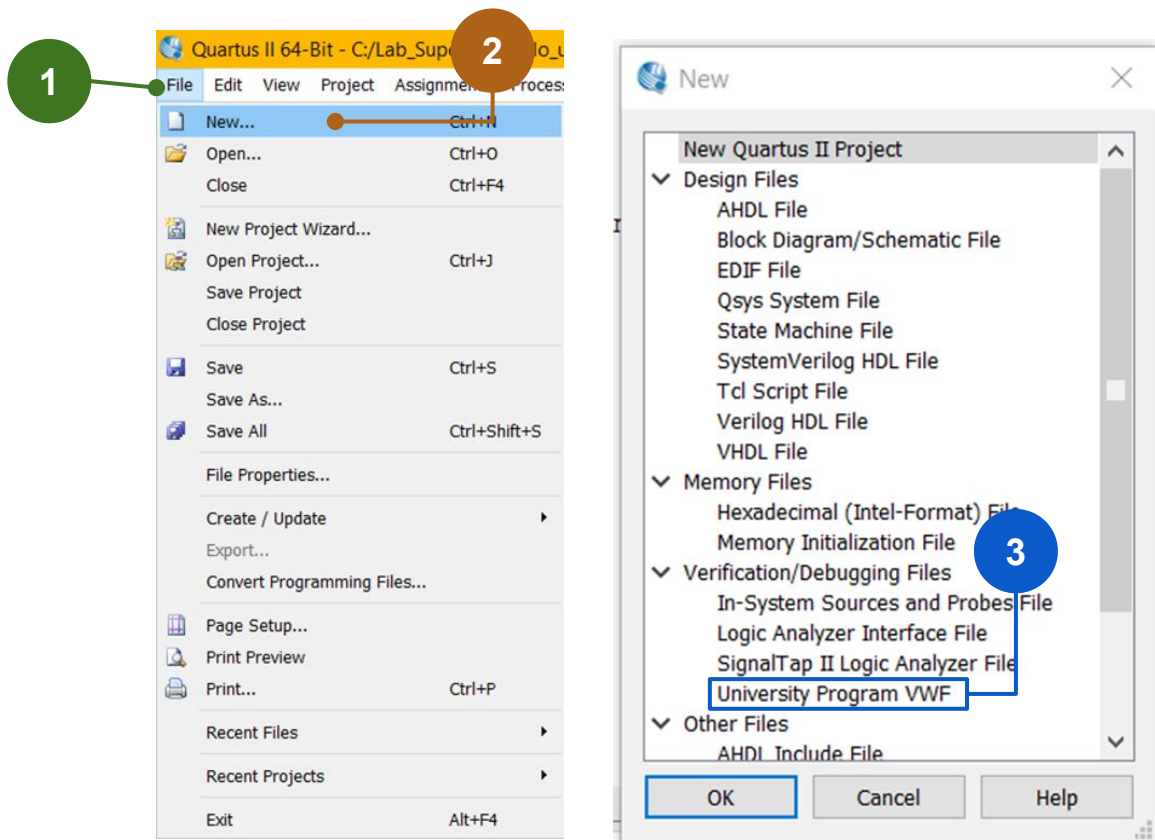 1
2
Quartus II 64-Bit - C:/Lab_Sup
File Edit View Project Assignmen Proces
New... Ctrl+N
Open... Ctrl+O
Close Ctrl+F4
New Project Wizard...
Open Project... Ctrl+J
Save Project
Close Project
Save Ctrl+S
Save As...
Save All Ctrl+Shift+S
File Properties...
Create / Update
Export...
Convert Programming Files...
Page Setup...
Print Preview
Print... Ctrl+P
Recent Files
Recent Projects
Exit Alt+F4
New
New Quartus II Project
Design Files
AHDL File
Block Diagram/Schematic File
EDIF File
Qsys System File
State Machine File
SystemVerilog HDL File
Tcl Script File
Verilog HDL File
VHDL File
Memory Files
Hexadecimal (Intel-Format) File
Memory Initialization File
3
Verification/Debugging Files
In-System Sources and Probes File
Logic Analyzer Interface File
SignalTap II Logic Analyzer File
University Program VWF
Other Files
AHDL Include File
OK Cancel Help